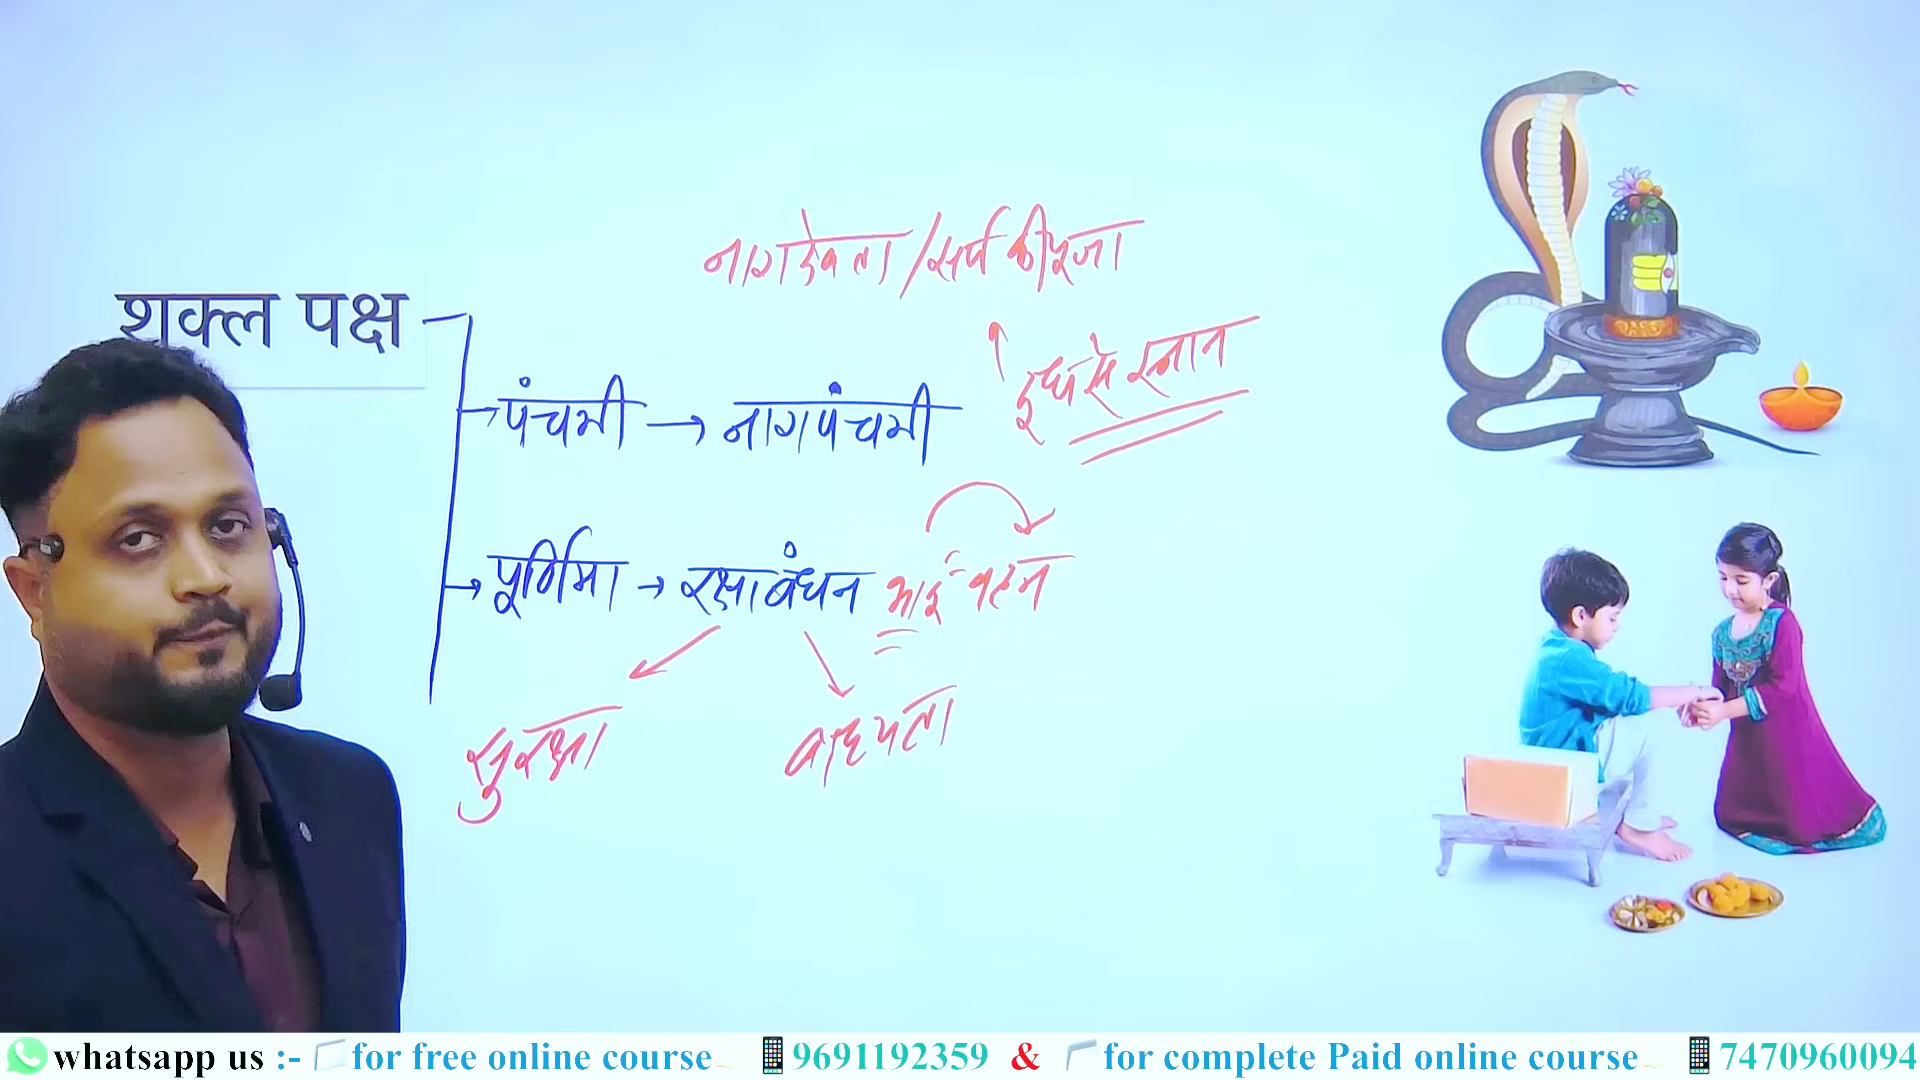 नागदेवता / सर्प की पूजा
शुक्ल पक्ष
दूध से स्नान
पंचमी → नागपंचमी
पूर्णिमा → रक्षाबंधन भाई बहन
सुरक्षा बाध्यता
whatsapp us :- for free online course 9691192359 & for complete Paid online course 7470960094